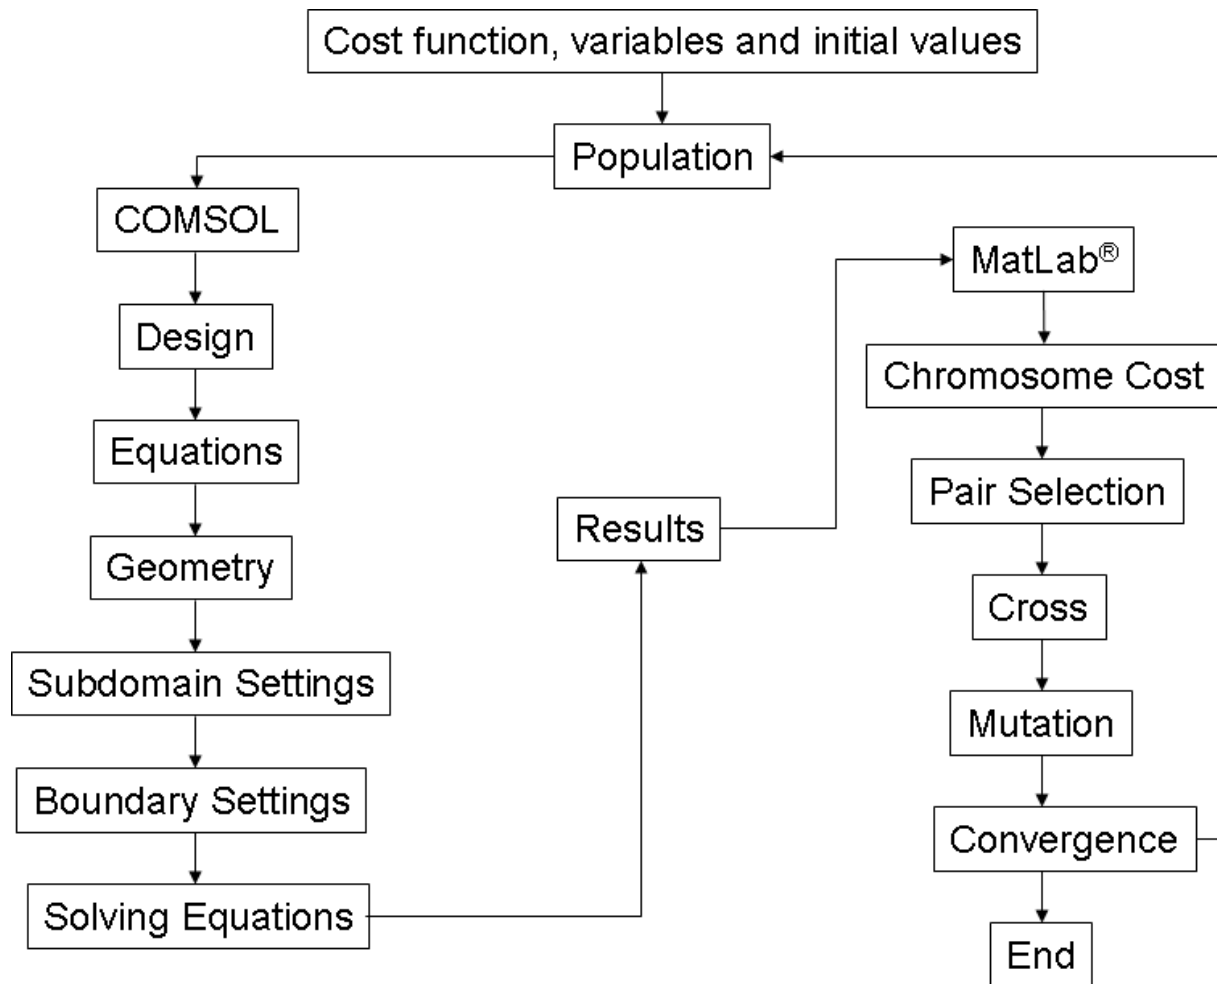 Cost function, variables and initial values
Population
COMSOL
Design
Equations
Geometry
Subdomain Settings
Boundary Settings
Solving Equations
Results
MatLab®
Chromosome Cost
Pair Selection
Cross
Mutation
Convergence
End